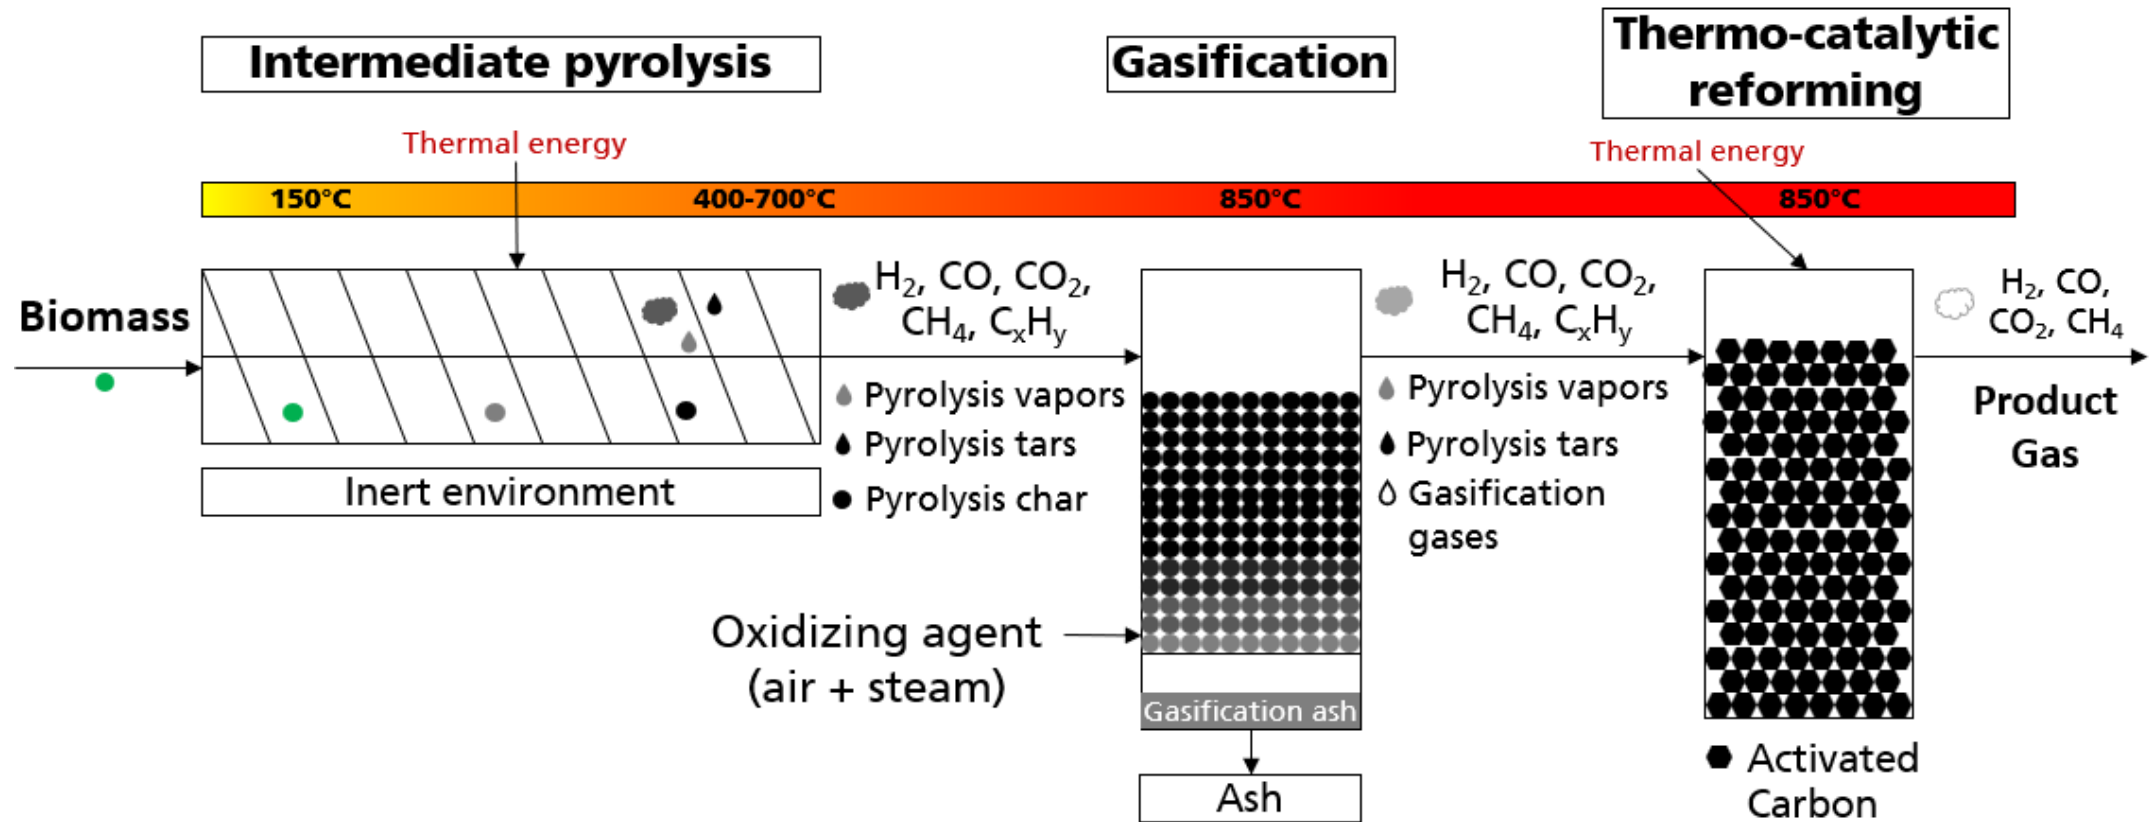 Intermediate pyrolysis
Gasification
Thermo-catalytic
reforming
Thermal energy
Thermal energy
150°C
400-700°C
850°C
850°C
Biomass
H₂, CO, CO₂,
CH₄, CₓHᵧ
Pyrolysis vapors
Pyrolysis tars
Pyrolysis char
Inert environment
Oxidizing agent
(air + steam)
Gasification ash
Ash
H₂, CO, CO₂,
CH₄, CₓHᵧ
Pyrolysis vapors
Pyrolysis tars
Gasification
gases
H₂, CO,
CO₂, CH₄
Product
Gas
Activated
Carbon